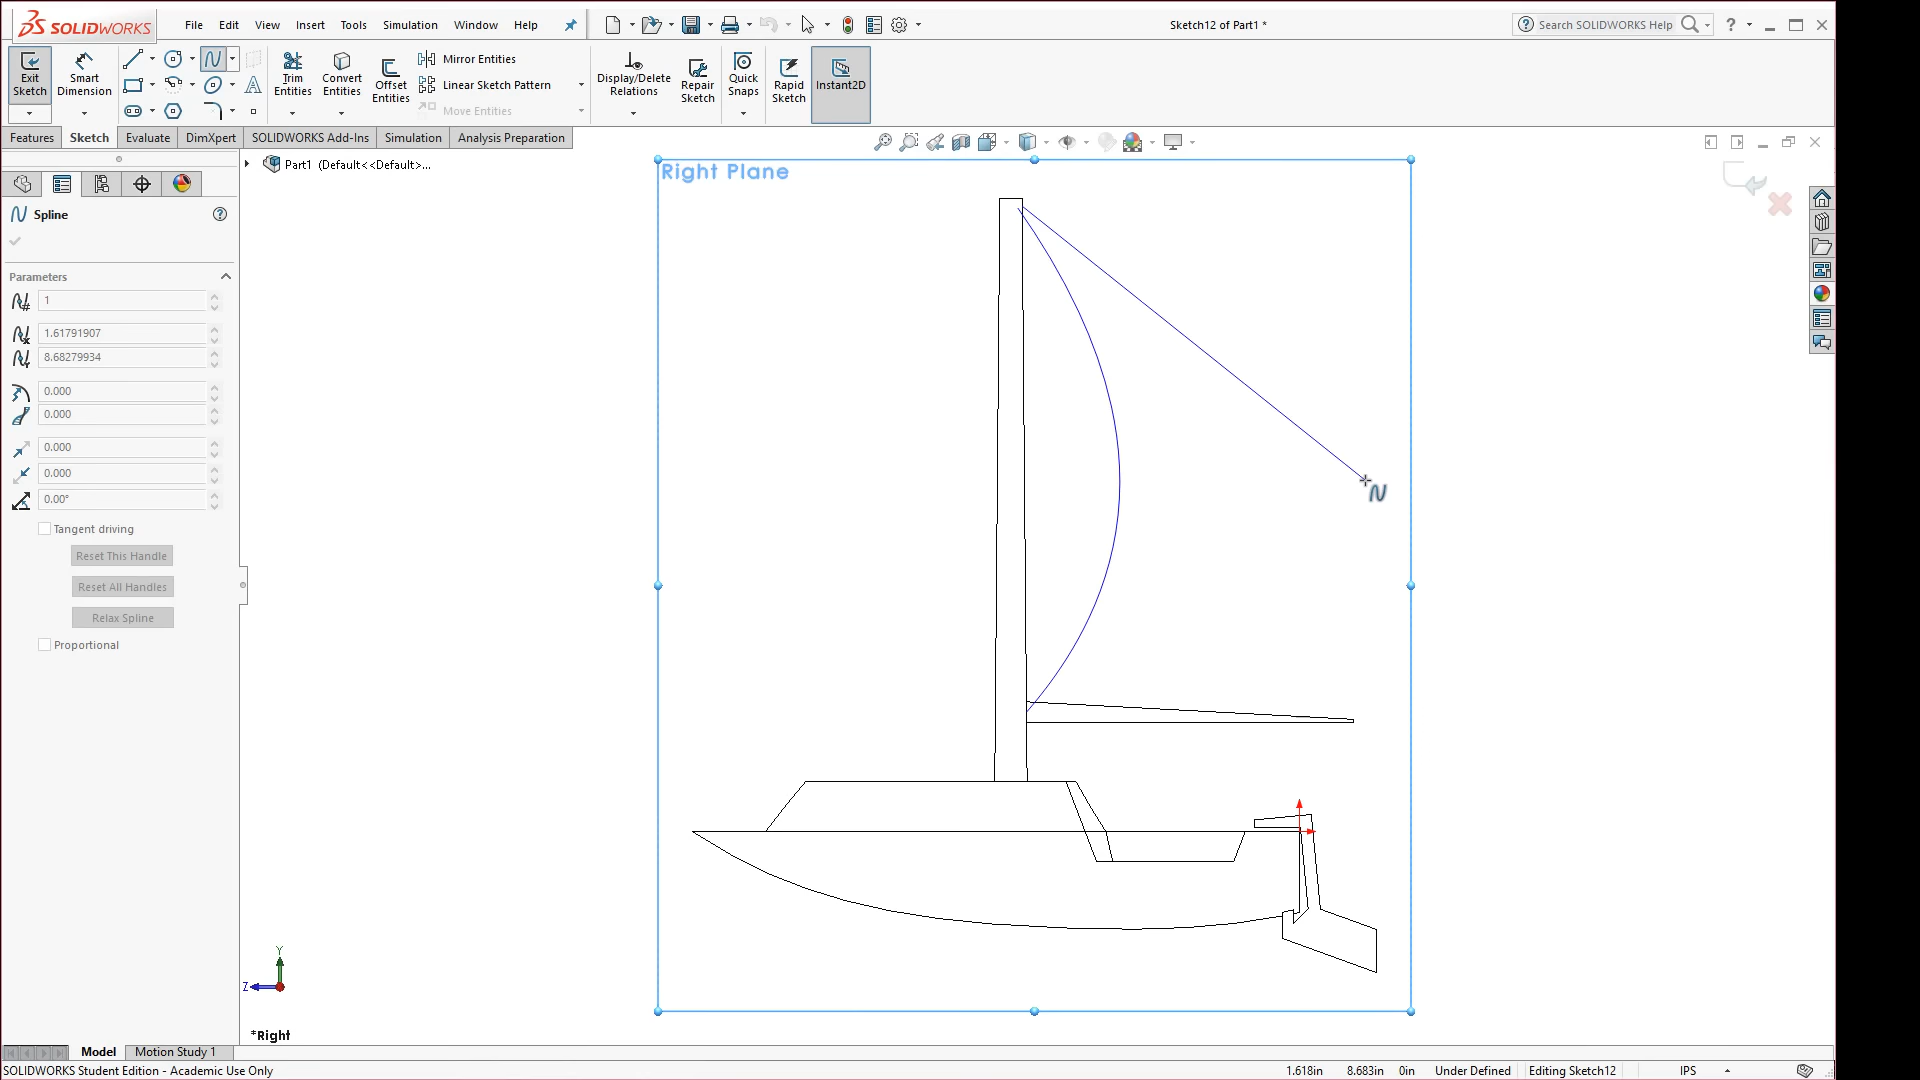 SOLIDWORKS
File Edit View Insert Tools Simulation Window Help
Sketch12 of Part1 *
Search SOLIDWORKS Help
?
Exit Sketch
Smart Dimension
Trim Entities
Convert Entities
Offset Entities
Mirror Entities
Linear Sketch Pattern
Move Entities
Display/Delete Relations
Repair Sketch
Quick Snaps
Rapid Sketch
Instant2D
Features Sketch Evaluate DimXpert SOLIDWORKS Add-Ins Simulation Analysis Preparation
Part1 (Default<<Default>...
Right Plane
Spline
?
Parameters
1
1.61791907
8.68279934
0.000
0.000
0.000
0.000
0.00°
Tangent driving
Reset This Handle
Reset All Handles
Relax Spline
Proportional
Y
Z
*Right
Model Motion Study 1
SOLIDWORKS Student Edition - Academic Use Only
1.618in 8.683in 0in Under Defined Editing Sketch12 IPS